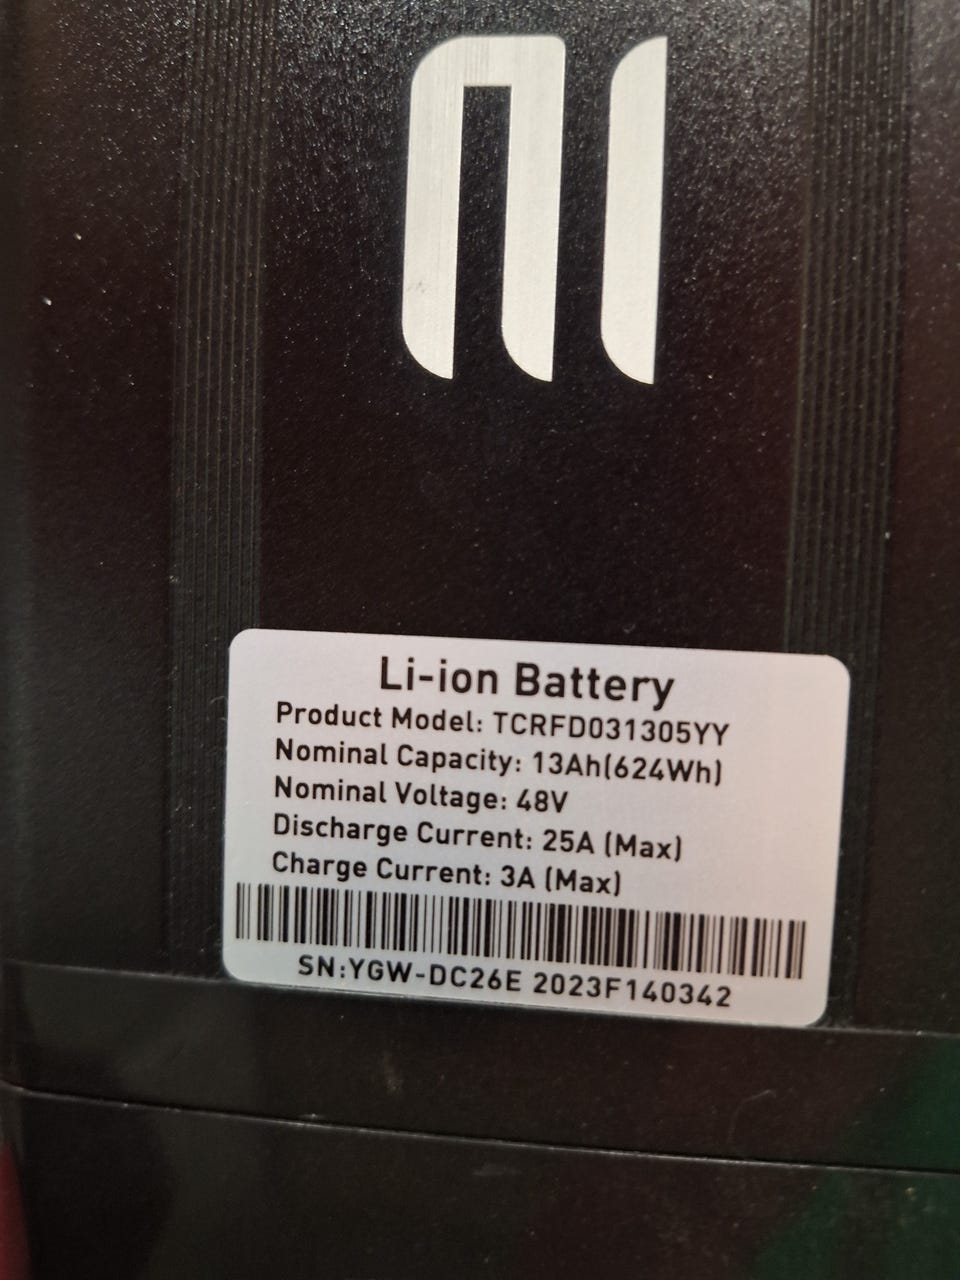 Li-ion Battery
Product Model: TCRFD031305YY
Nominal Capacity: 13Ah(624Wh)
Nominal Voltage: 48V
Discharge Current: 25A (Max)
Charge Current: 3A (Max)
SN:YGW-DC26E 2023F140342